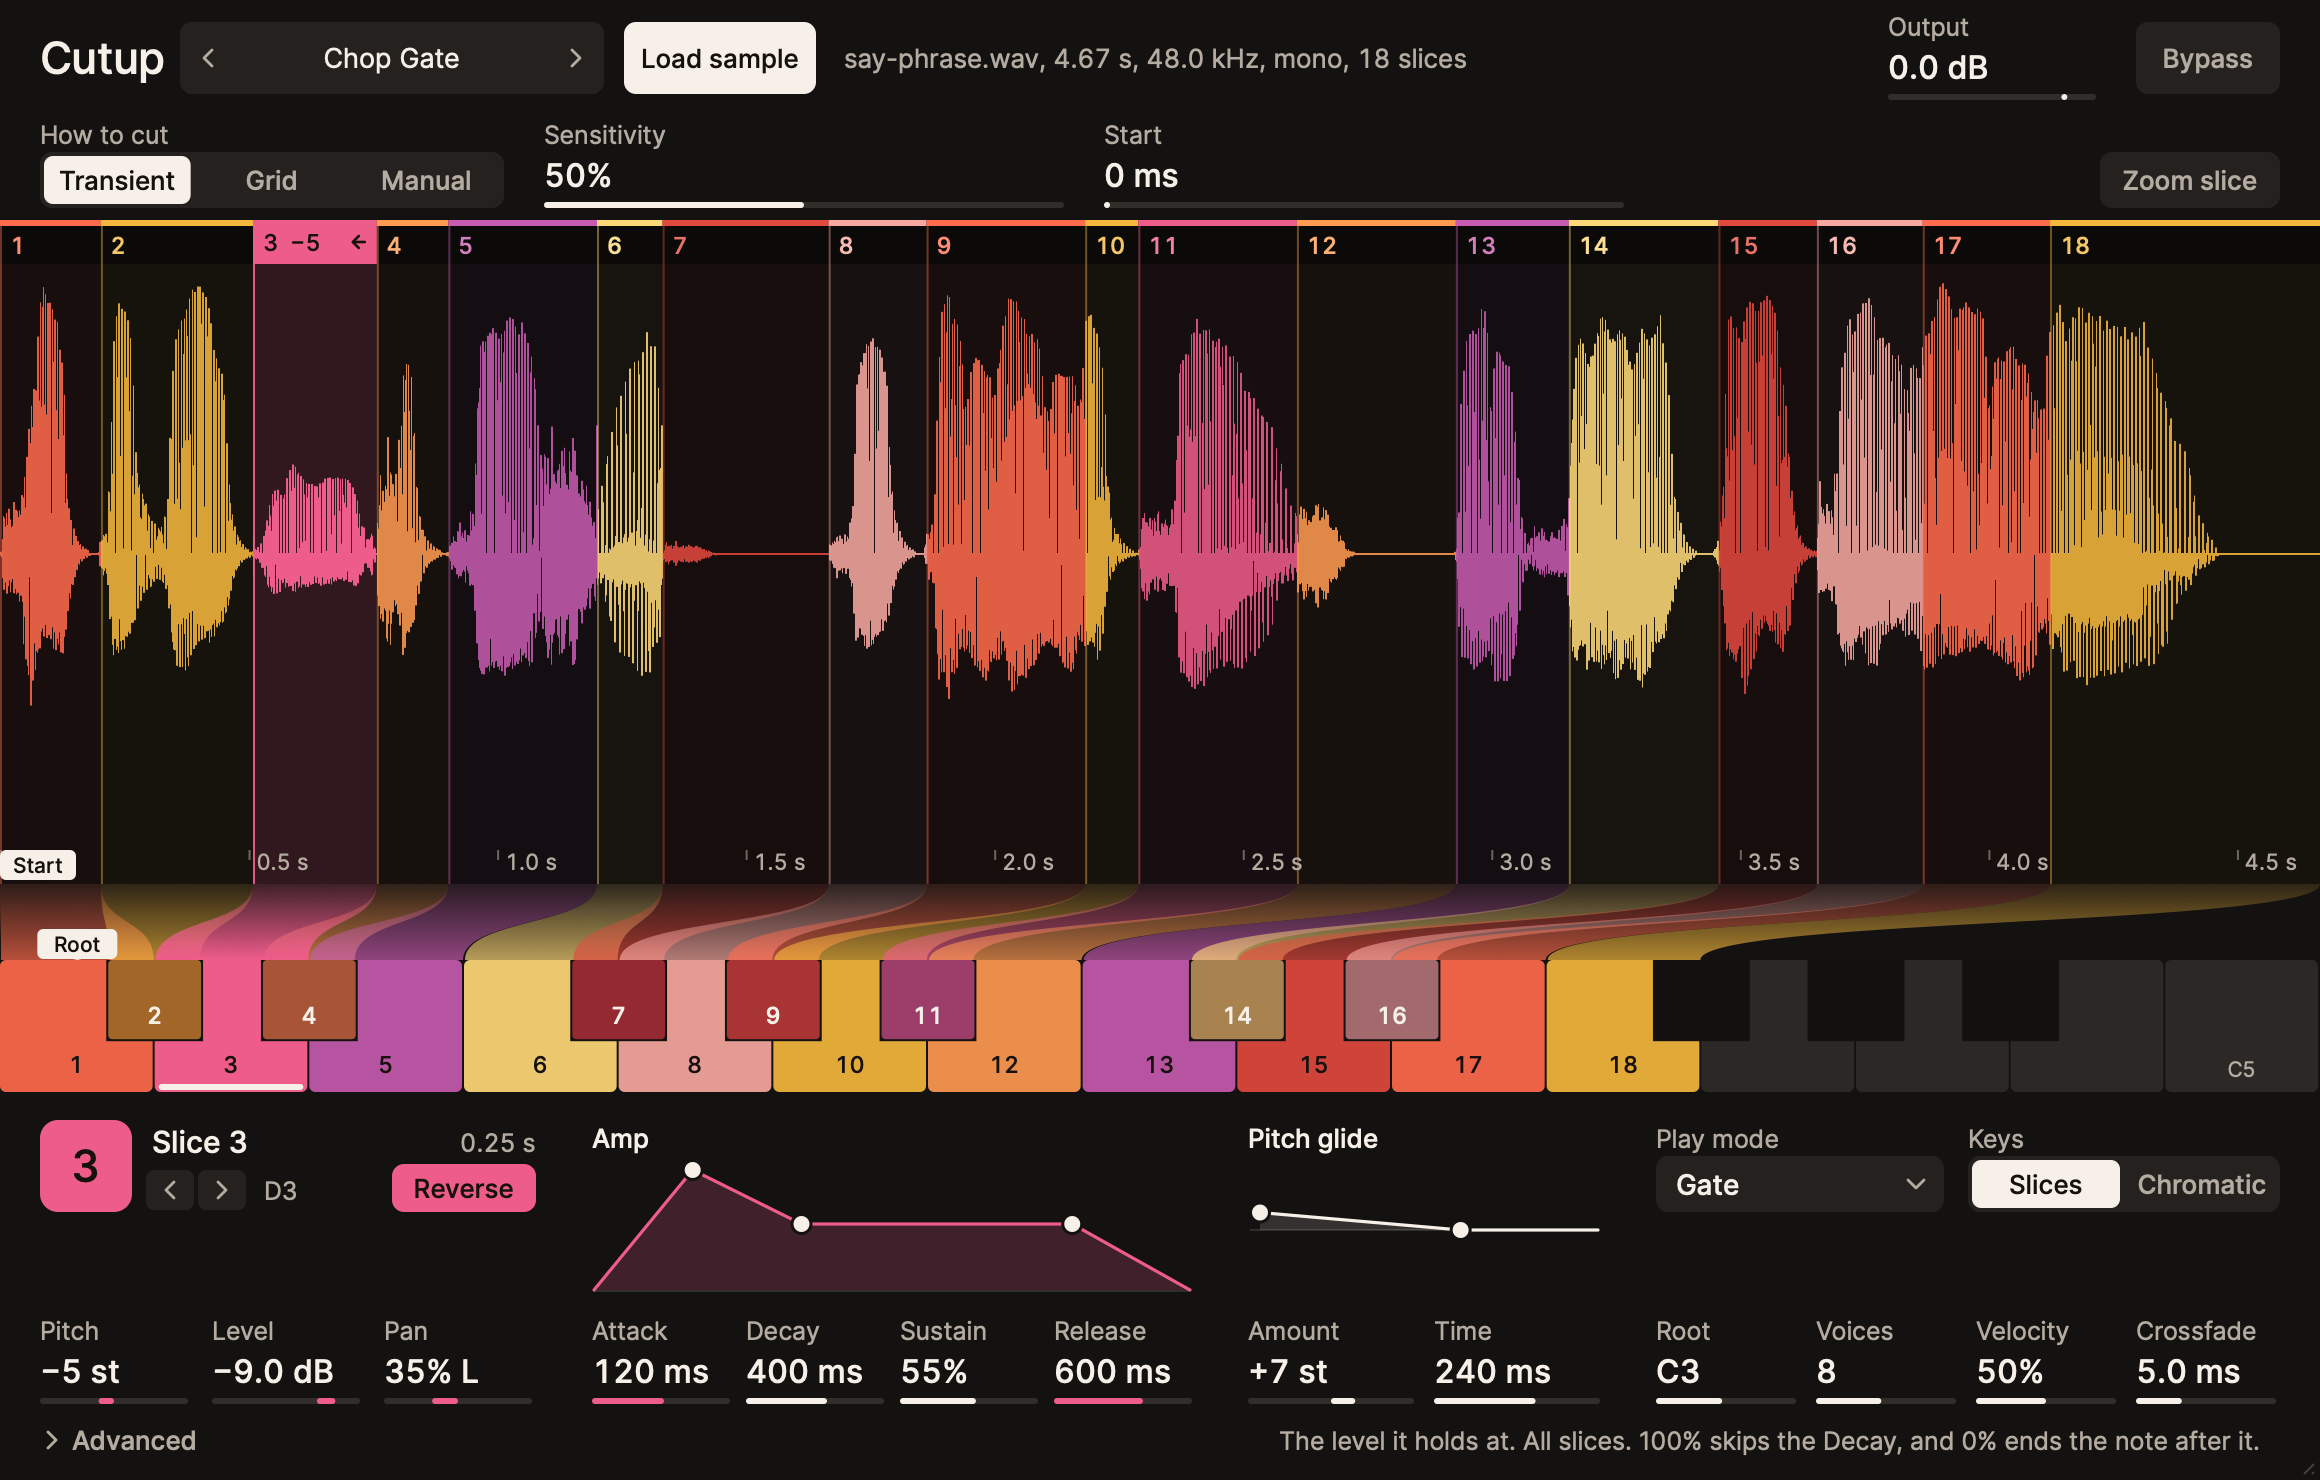 Cutup
Chop Gate
Load sample
say-phrase.wav, 4.67 s, 48.0 kHz, mono, 18 slices
Output
0.0 dB
Bypass
How to cut
Transient
Grid
Manual
Sensitivity
50%
Start
0 ms
Zoom slice
1 2 3 −5 ← 4 5 6 7 8 9 10 11 12 13 14 15 16 17 18
Start
0.5 s 1.0 s 1.5 s 2.0 s 2.5 s 3.0 s 3.5 s 4.0 s 4.5 s
Root
2 4 7 9 11 14 16
1 3 5 6 8 10 12 13 15 17 18 C5
3
Slice 3
0.25 s
D3
Reverse
Amp
Pitch glide
Play mode
Gate
Keys
Slices
Chromatic
Pitch Level Pan Attack Decay Sustain Release Amount Time Root Voices Velocity Crossfade
−5 st −9.0 dB 35% L 120 ms 400 ms 55% 600 ms +7 st 240 ms C3 8 50% 5.0 ms
Advanced
The level it holds at. All slices. 100% skips the Decay, and 0% ends the note after it.